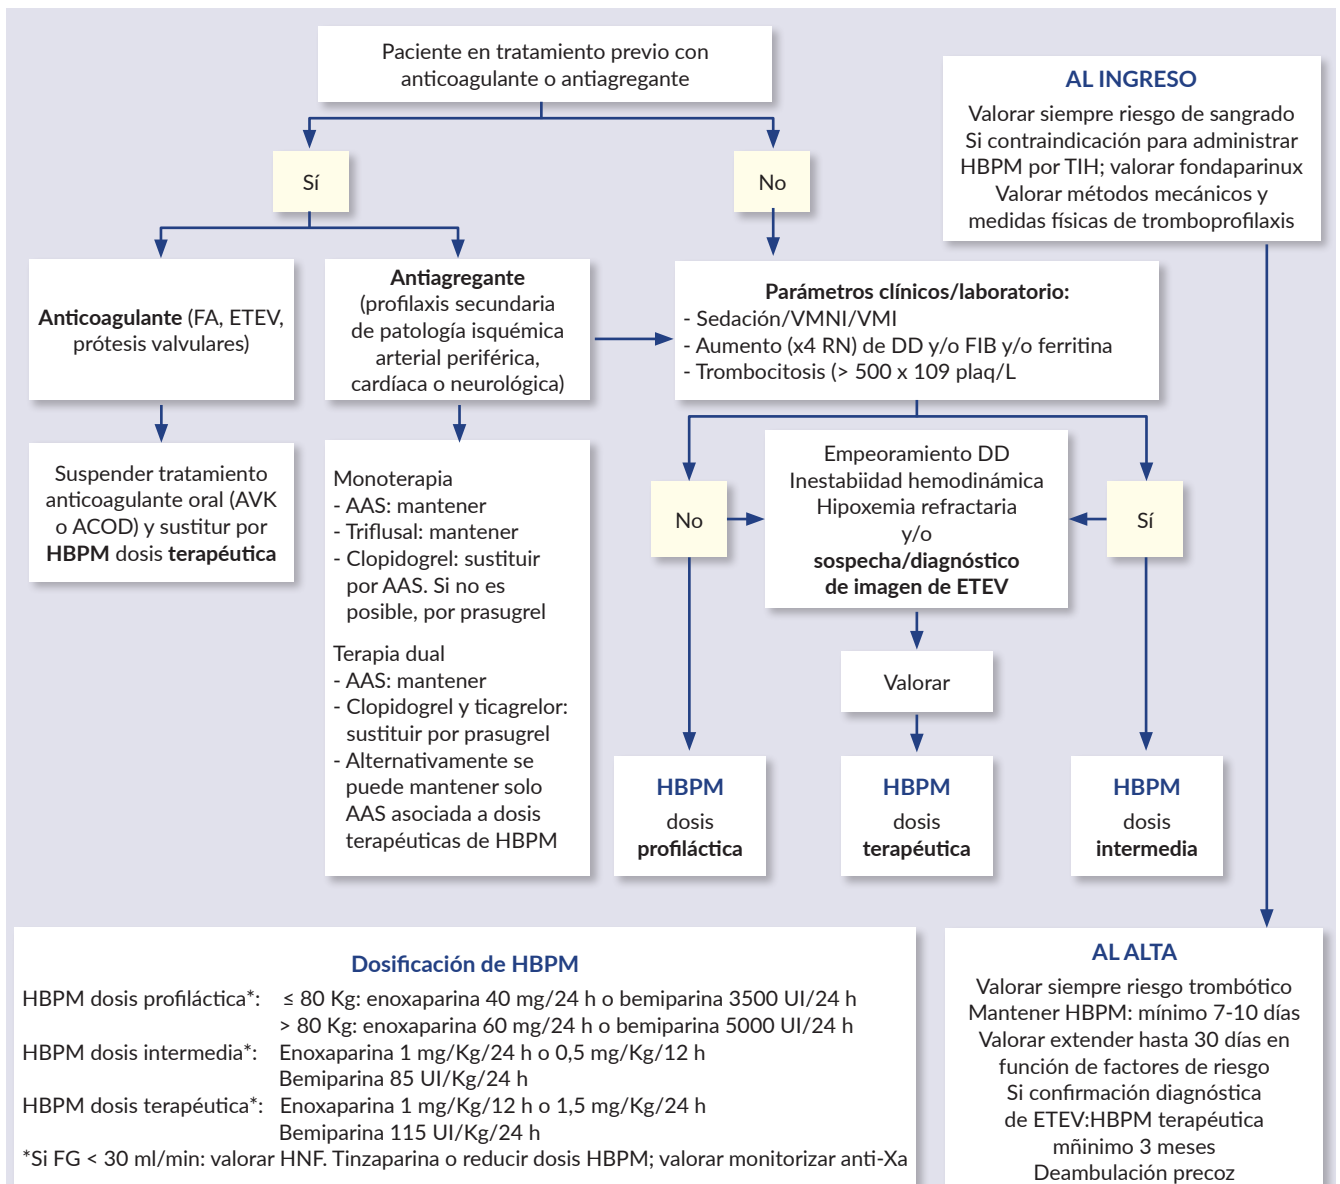 Paciente en tratamiento previo con
anticoagulante o antiagregante
AL INGRESO
Valorar siempre riesgo de sangrado
Si contraindicación para administrar
HBPM por TIH; valorar fondaparinux
Valorar métodos mecánicos y
medidas físicas de tromboprofilaxis
Sí
No
Anticoagulante (FA, ETEV,
prótesis valvulares)
Antiagregante
(profilaxis secundaria
de patología isquémica
arterial periférica,
cardíaca o neurológica)
Parámetros clínicos/laboratorio:
- Sedación/VMNI/VMI
- Aumento (x4 RN) de DD y/o FIB y/o ferritina
- Trombocitosis (> 500 x 109 plaq/L
Suspender tratamiento
anticoagulante oral (AVK
o ACOD) y sustitur por
HBPM dosis terapéutica
Monoterapia
- AAS: mantener
- Triflusal: mantener
- Clopidogrel: sustituir
por AAS. Si no es
posible, por prasugrel
Terapia dual
- AAS: mantener
- Clopidogrel y ticagrelor:
sustituir por prasugrel
- Alternativamente se
puede mantener solo
AAS asociada a dosis
terapéuticas de HBPM
No
Empeoramiento DD
Inestabiidad hemodinámica
Hipoxemia refractaria
y/o
sospecha/diagnóstico
de imagen de ETEV
Sí
Valorar
HBPM
dosis
profiláctica
HBPM
dosis
terapéutica
HBPM
dosis
intermedia
Dosificación de HBPM
HBPM dosis profiláctica*: ≤ 80 Kg: enoxaparina 40 mg/24 h o bemiparina 3500 UI/24 h
> 80 Kg: enoxaparina 60 mg/24 h o bemiparina 5000 UI/24 h
HBPM dosis intermedia*: Enoxaparina 1 mg/Kg/24 h o 0,5 mg/Kg/12 h
Bemiparina 85 UI/Kg/24 h
HBPM dosis terapéutica*: Enoxaparina 1 mg/Kg/12 h o 1,5 mg/Kg/24 h
Bemiparina 115 UI/Kg/24 h
*Si FG < 30 ml/min: valorar HNF. Tinzaparina o reducir dosis HBPM; valorar monitorizar anti-Xa
AL ALTA
Valorar siempre riesgo trombótico
Mantener HBPM: mínimo 7-10 días
Valorar extender hasta 30 días en
función de factores de riesgo
Si confirmación diagnóstica
de ETEV:HBPM terapéutica
mñinimo 3 meses
Deambulación precoz